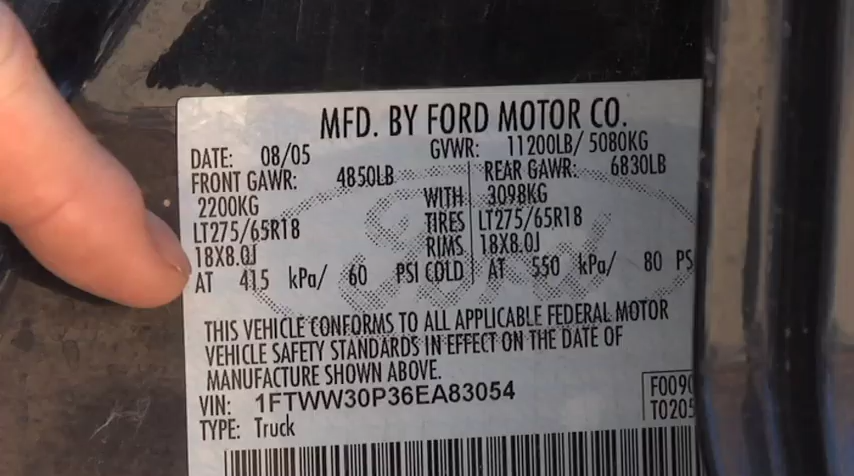 MFD. BY FORD MOTOR CO.
DATE: 08/05 GVWR: 11200LB/ 5080KG
FRONT GAWR: 4850LB REAR GAWR: 6830LB
2200KG WITH 3098KG
LT275/65R18 TIRES LT275/65R18
18X8.0J RIMS 18X8.0J
AT 415 kPa/ 60 PSI COLD AT 550 kPa/ 80 PS
THIS VEHICLE CONFORMS TO ALL APPLICABLE FEDERAL MOTOR
VEHICLE SAFETY STANDARDS IN EFFECT ON THE DATE OF
MANUFACTURE SHOWN ABOVE.
VIN: 1FTWW30P36EA83054
TYPE: Truck
F0090
T0205